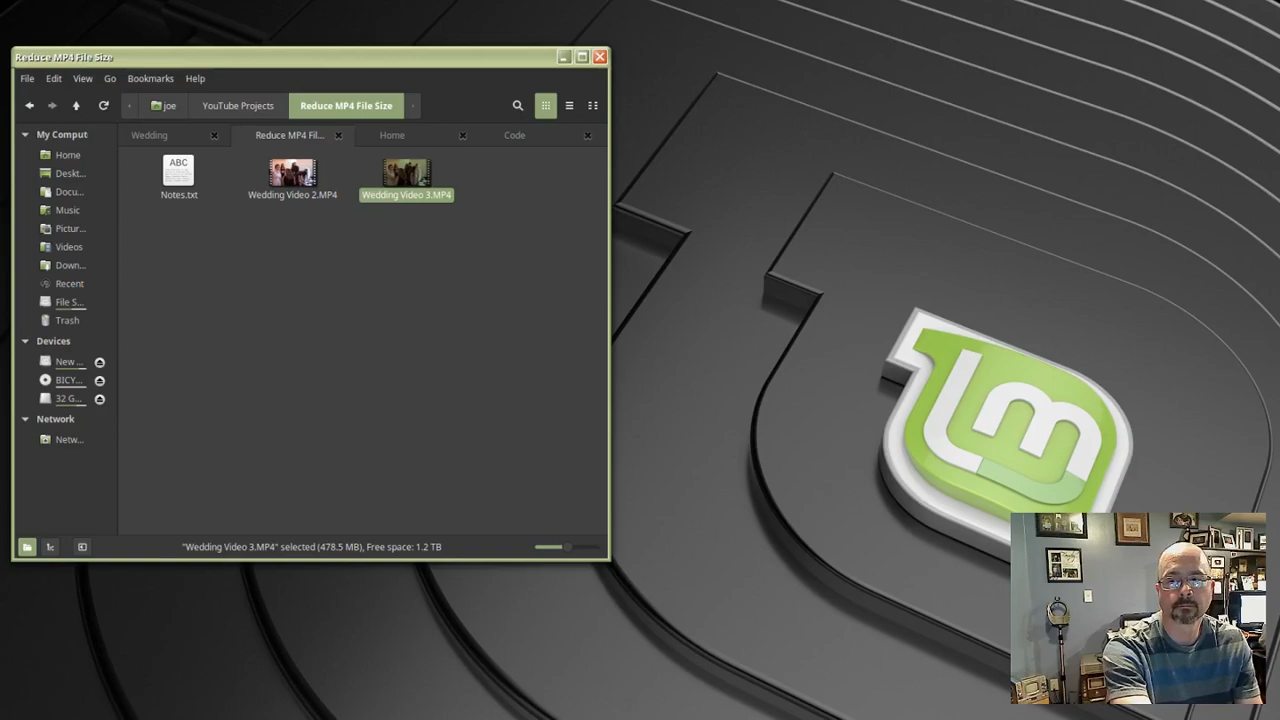 Reduce MP4 File Size
File Edit View Go Bookmarks Help
joe YouTube Projects Reduce MP4 File Size
My Comput
Home
Deskt...
Docu...
Music
Pictur...
Videos
Down...
Recent
File S...
Trash
Devices
New ...
BICY...
32 G...
Network
Netw...
Wedding Reduce MP4 Fil... Home Code
ABC
Notes.txt Wedding Video 2.MP4 Wedding Video 3.MP4
"Wedding Video 3.MP4" selected (478.5 MB), Free space: 1.2 TB
lm